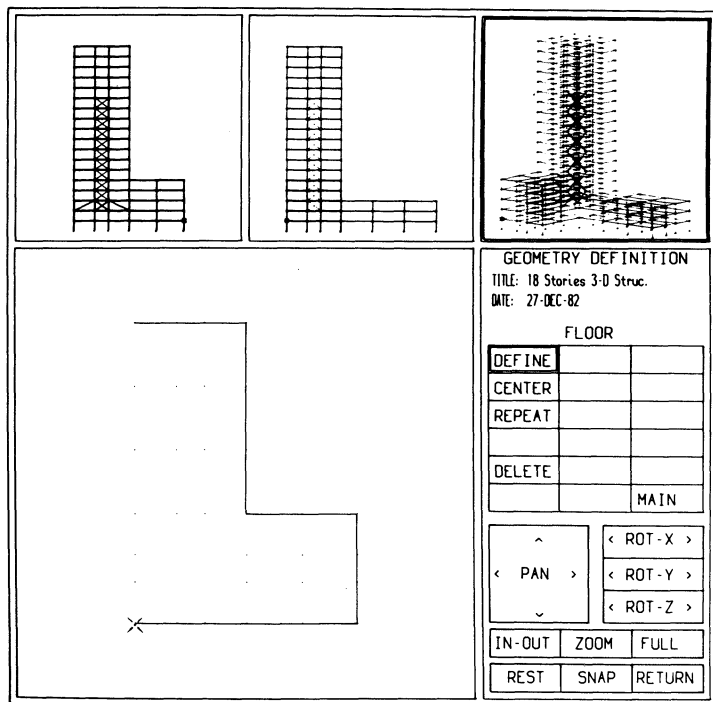 GEOMETRY DEFINITION
TITLE: 18 Stories 3-D Struc.
DATE: 27-DEC-82
FLOOR
DEFINE
CENTER
REPEAT
DELETE
MAIN
^
< PAN >
⌄
< ROT-X >
< ROT-Y >
< ROT-Z >
IN-OUT ZOOM FULL
REST SNAP RETURN